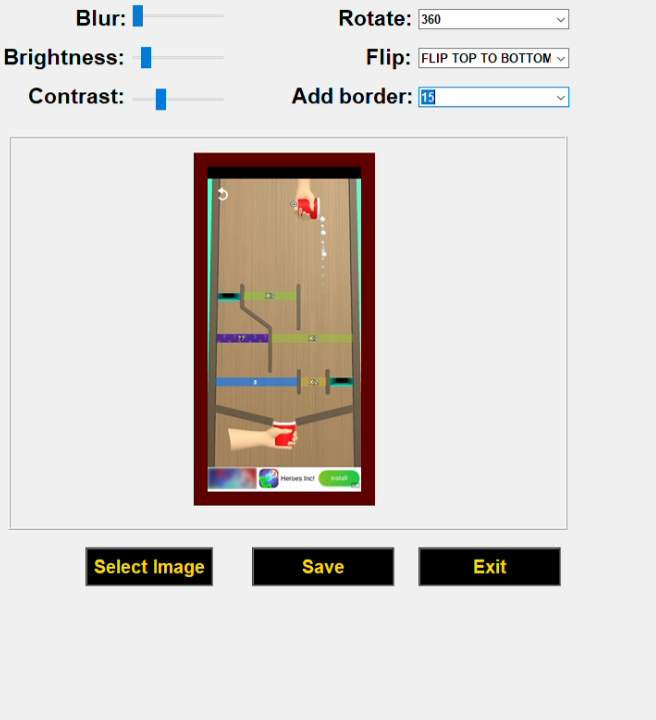 Blur:
Rotate: 360
Brightness:
Flip: FLIP TOP TO BOTTOM
Contrast:
Add border: 15
??
Heroes Inc!
Install
Select Image
Save
Exit